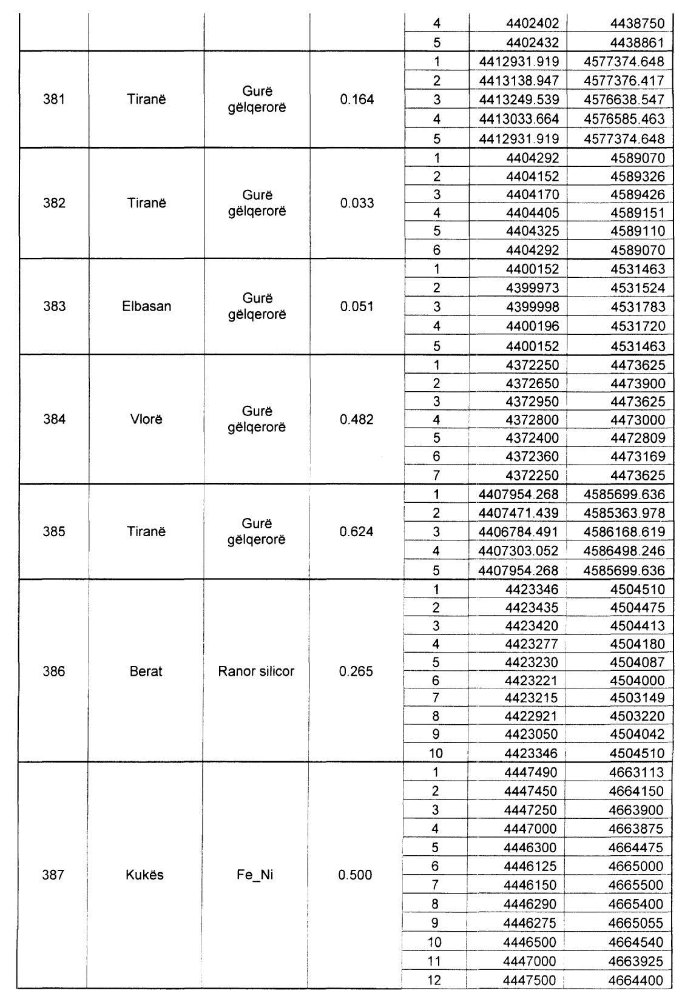 4 4402402 4438750
5 4402432 4438861
381 Tiranë Gurë gëlqerorë 0.164 1 4412931.919 4577374.648
2 4413138.947 4577376.417
3 4413249.539 4576638.547
4 4413033.664 4576585.463
5 4412931.919 4577374.648
382 Tiranë Gurë gëlqerorë 0.033 1 4404292 4589070
2 4404152 4589326
3 4404170 4589426
4 4404405 4589151
5 4404325 4589110
6 4404292 4589070
383 Elbasan Gurë gëlqerorë 0.051 1 4400152 4531463
2 4399973 4531524
3 4399998 4531783
4 4400196 4531720
5 4400152 4531463
384 Vlorë Gurë gëlqerorë 0.482 1 4372250 4473625
2 4372650 4473900
3 4372950 4473625
4 4372800 4473000
5 4372400 4472809
6 4372360 4473169
7 4372250 4473625
385 Tiranë Gurë gëlqerorë 0.624 1 4407954.268 4585699.636
2 4407471.439 4585363.978
3 4406784.491 4586168.619
4 4407303.052 4586498.246
5 4407954.268 4585699.636
386 Berat Ranor silicor 0.265 1 4423346 4504510
2 4423435 4504475
3 4423420 4504413
4 4423277 4504180
5 4423230 4504087
6 4423221 4504000
7 4423215 4503149
8 4422921 4503220
9 4423050 4504042
10 4423346 4504510
387 Kukës Fe_Ni 0.500 1 4447490 4663113
2 4447450 4664150
3 4447250 4663900
4 4447000 4663875
5 4446300 4664475
6 4446125 4665000
7 4446150 4665500
8 4446290 4665400
9 4446275 4665055
10 4446500 4664540
11 4447000 4663925
12 4447500 4664400